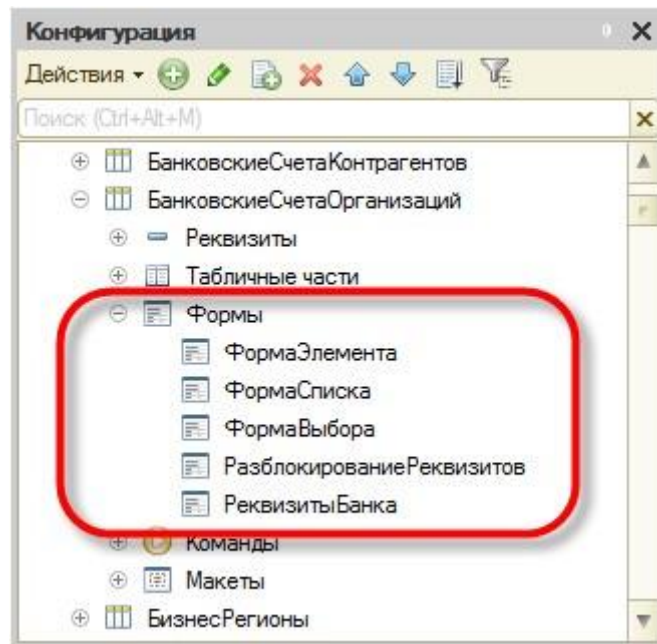 Конфигурация
Действия
Поиск (Ctrl+Alt+M)
БанковскиеСчетаКонтрагентов
БанковскиеСчетаОрганизаций
Реквизиты
Табличные части
Формы
ФормаЭлемента
ФормаСписка
ФормаВыбора
РазблокированиеРеквизитов
РеквизитыБанка
Команды
Макеты
БизнесРегионы